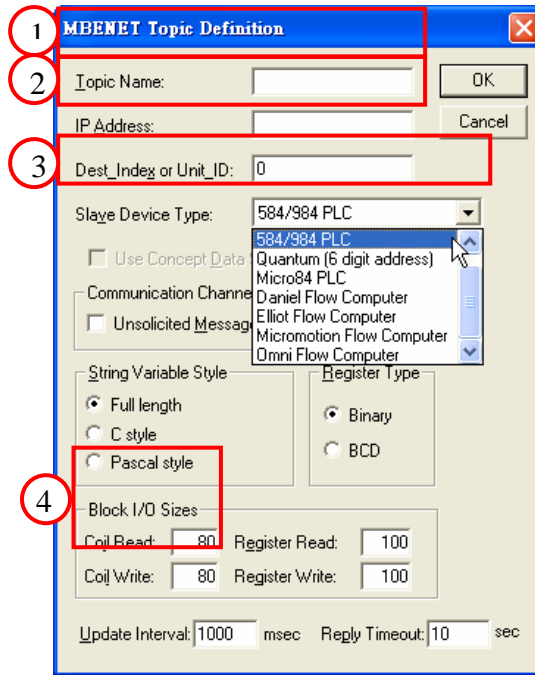 1
MBENET Topic Definition
2
Topic Name:
OK
IP Address:
Cancel
3
Dest_Index or Unit_ID: 0
Slave Device Type: 584/984 PLC
584/984 PLC
Quantum (6 digit address)
Micro84 PLC
Daniel Flow Computer
Elliot Flow Computer
Micromotion Flow Computer
Omni Flow Computer
Use Concept Data
Communication Channe
Unsolicited Messag
String Variable Style
Full length
C style
Pascal style
Register Type
Binary
BCD
4
Block I/O Sizes
Coil Read: 80 Register Read: 100
Coil Write: 80 Register Write: 100
Update Interval: 1000 msec Reply Timeout: 10 sec